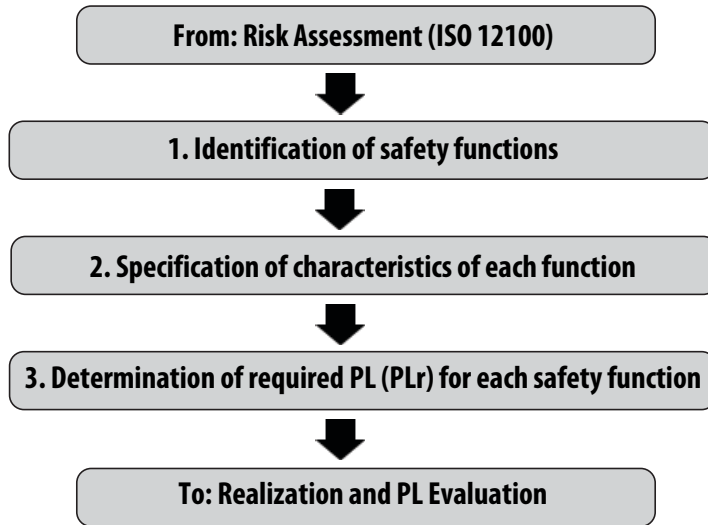 From: Risk Assessment (ISO 12100)
1. Identification of safety functions
2. Specification of characteristics of each function
3. Determination of required PL (PLr) for each safety function
To: Realization and PL Evaluation